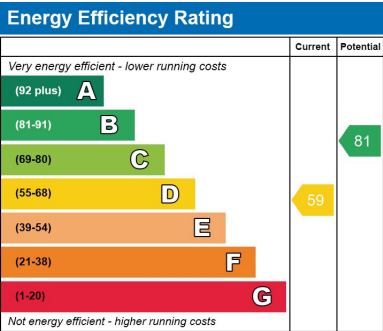 Energy Efficiency Rating
Current Potential
Very energy efficient - lower running costs
(92 plus) A
(81-91) B
(69-80) C
(55-68) D
(39-54) E
(21-38) F
(1-20) G
59
81
Not energy efficient - higher running costs